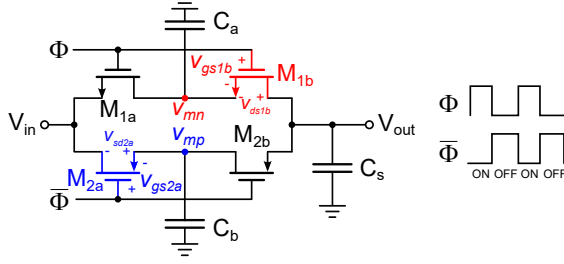 C_a
Φ
v_gs1b + M_1b
-
- v_ds1b +
M_1a
v_mn
Φ
V_in
v_mp
M_2b
V_out
v_sd2a
- +
-
Φ̅
M_2a + v_gs2a
C_s
ON OFF ON OFF
Φ̅
C_b